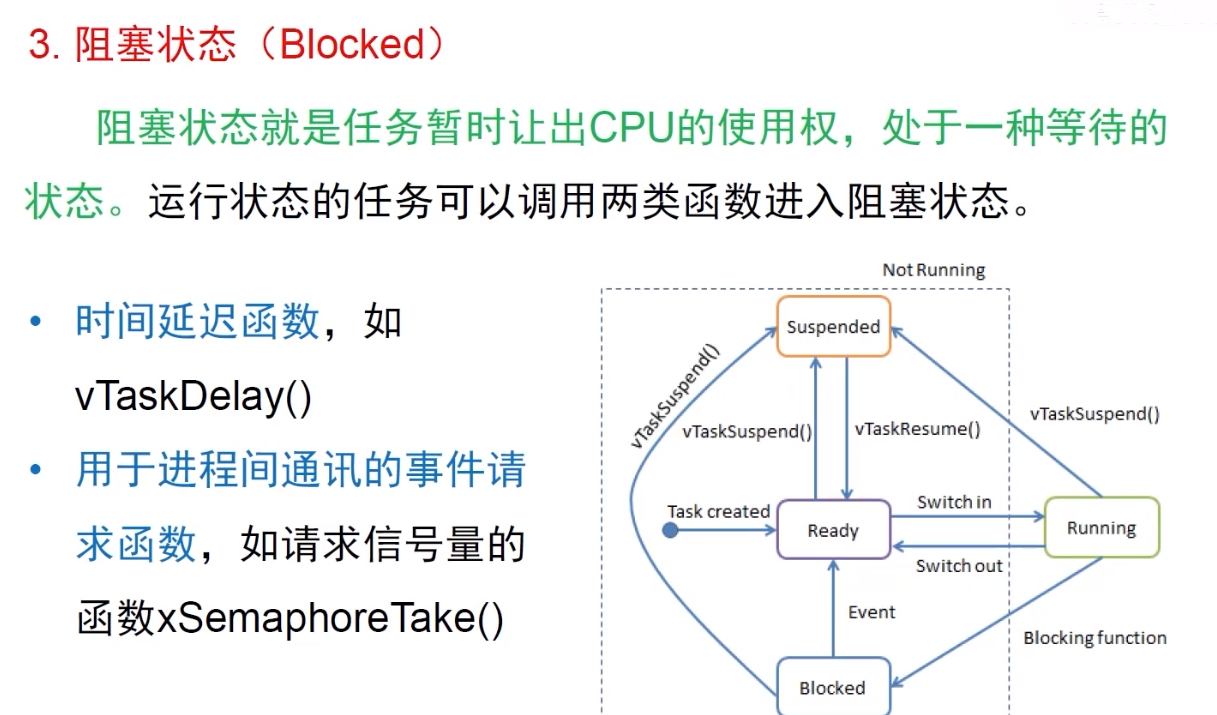 3. 阻塞状态（Blocked）
阻塞状态就是任务暂时让出CPU的使用权，处于一种等待的
状态。运行状态的任务可以调用两类函数进入阻塞状态。
• 时间延迟函数，如
vTaskDelay()
• 用于进程间通讯的事件请
求函数，如请求信号量的
函数xSemaphoreTake()
Not Running
Suspended
vTaskSuspend()
vTaskSuspend()
vTaskResume()
vTaskSuspend()
Task created
Ready
Switch in
Running
Switch out
Event
Blocking function
Blocked